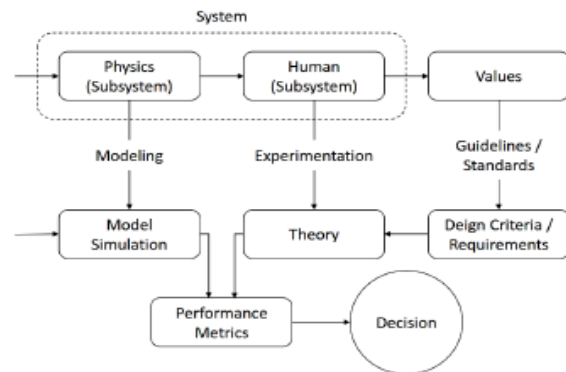 System
Physics
(Subsystem)
Human
(Subsystem)
Values
Modeling
Experimentation
Guidelines /
Standards
Model
Simulation
Theory
Deign Criteria /
Requirements
Performance
Metrics
Decision